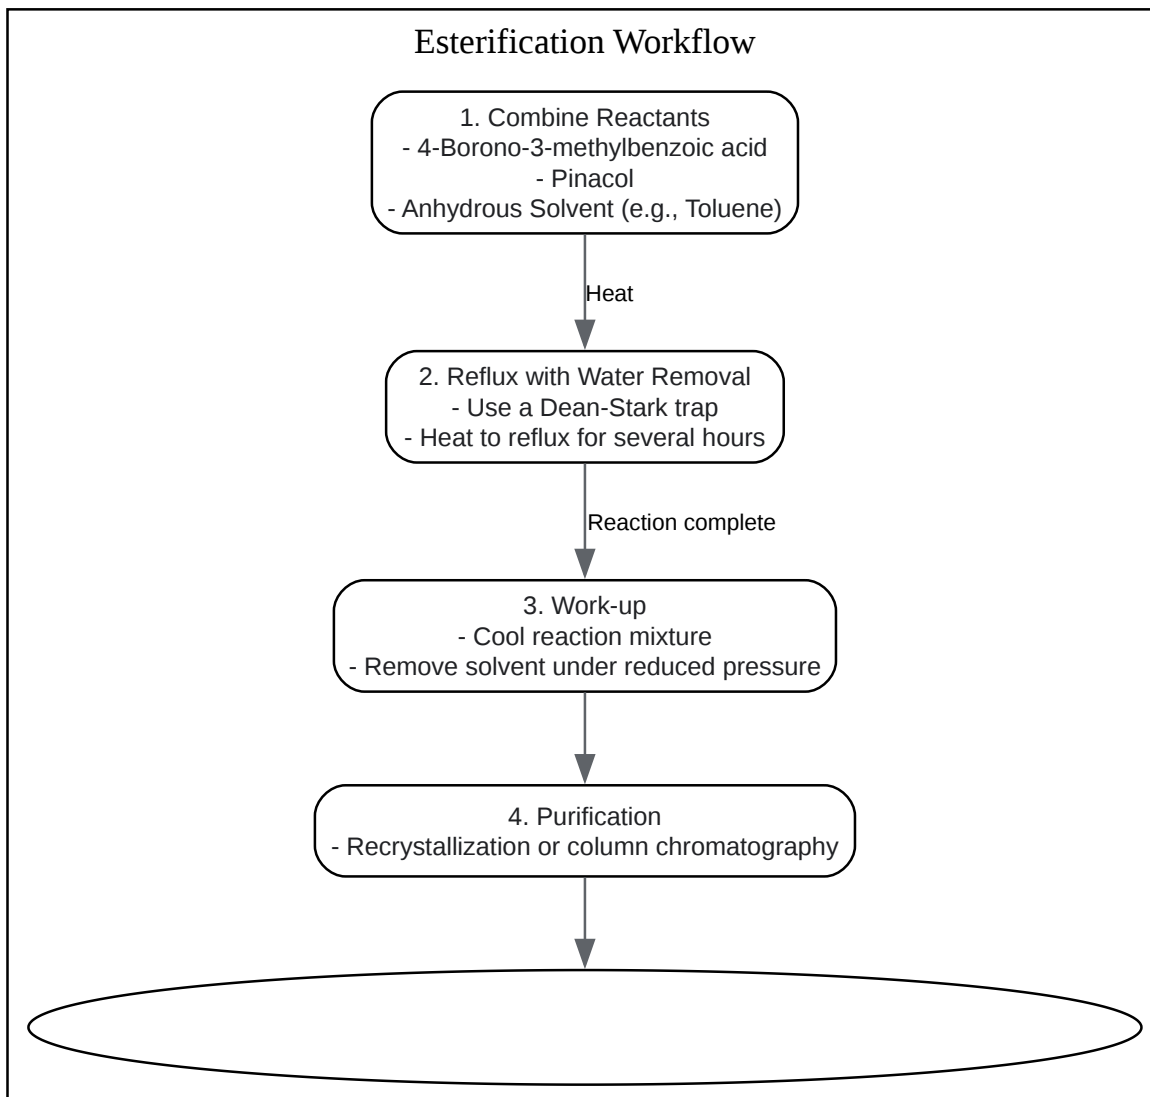 Esterification Workflow
1. Combine Reactants
- 4-Borono-3-methylbenzoic acid
- Pinacol
- Anhydrous Solvent (e.g., Toluene)
Heat
2. Reflux with Water Removal
- Use a Dean-Stark trap
- Heat to reflux for several hours
Reaction complete
3. Work-up
- Cool reaction mixture
- Remove solvent under reduced pressure
4. Purification
- Recrystallization or column chromatography